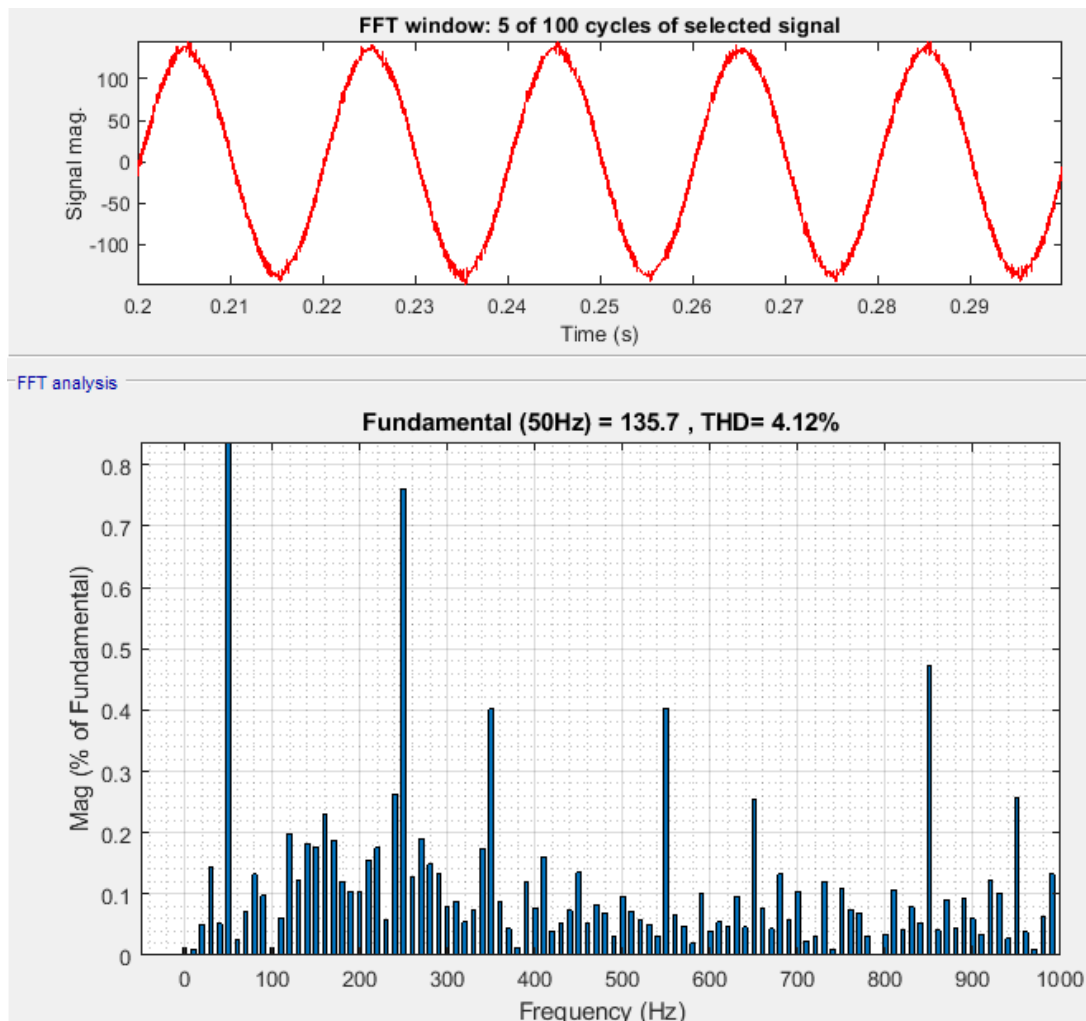 FFT window: 5 of 100 cycles of selected signal
100
50
0
-50
-100
Signal mag.
0.2 0.21 0.22 0.23 0.24 0.25 0.26 0.27 0.28 0.29
Time (s)
FFT analysis
Fundamental (50Hz) = 135.7 , THD= 4.12%
0.8
0.7
0.6
0.5
0.4
0.3
0.2
0.1
0
Mag (% of Fundamental)
0 100 200 300 400 500 600 700 800 900 1000
Frequency (Hz)